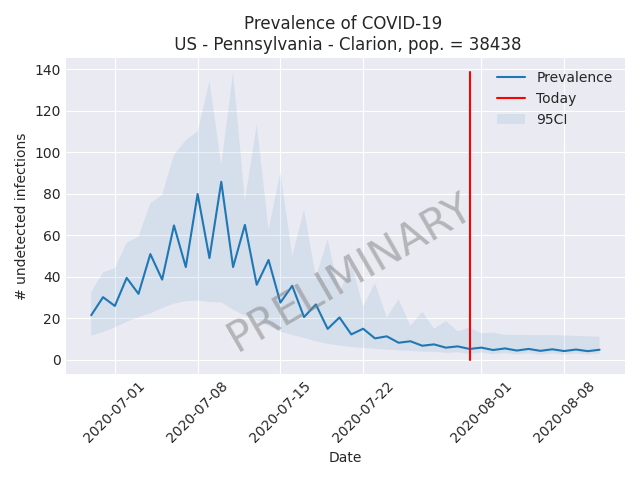 Prevalence of COVID-19
US - Pennsylvania - Clarion, pop. = 38438
# undetected infections
140
120
100
80
60
40
20
0
Prevalence
Today
95CI
PRELIMINARY
2020-07-01
2020-07-08
2020-07-15
2020-07-22
2020-08-01
2020-08-08
Date